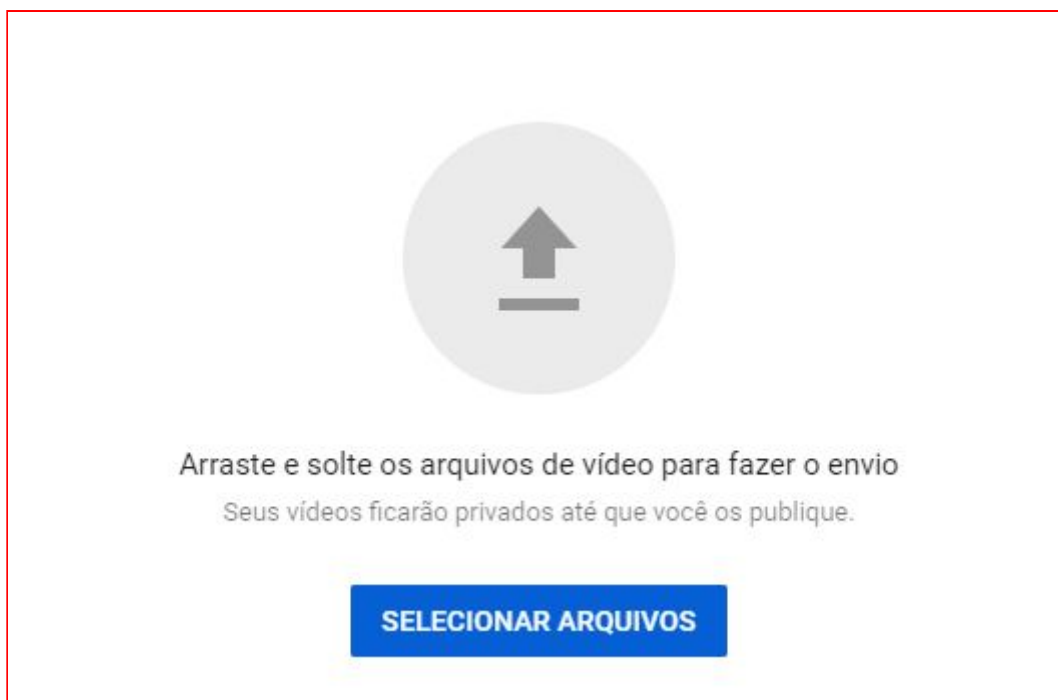 Arraste e solte os arquivos de vídeo para fazer o envio
Seus vídeos ficarão privados até que você os publique.
SELECIONAR ARQUIVOS